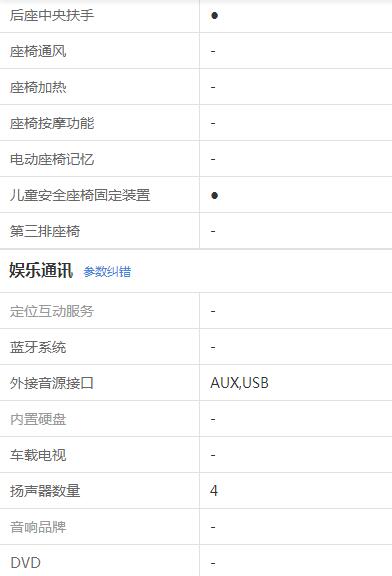 后座中央扶手 ●
座椅通风 -
座椅加热 -
座椅按摩功能 -
电动座椅记忆 -
儿童安全座椅固定装置 ●
第三排座椅 -
娱乐通讯 参数纠错
定位互动服务 -
蓝牙系统 -
外接音源接口 AUX,USB
内置硬盘 -
车载电视 -
扬声器数量 4
音响品牌 -
DVD -